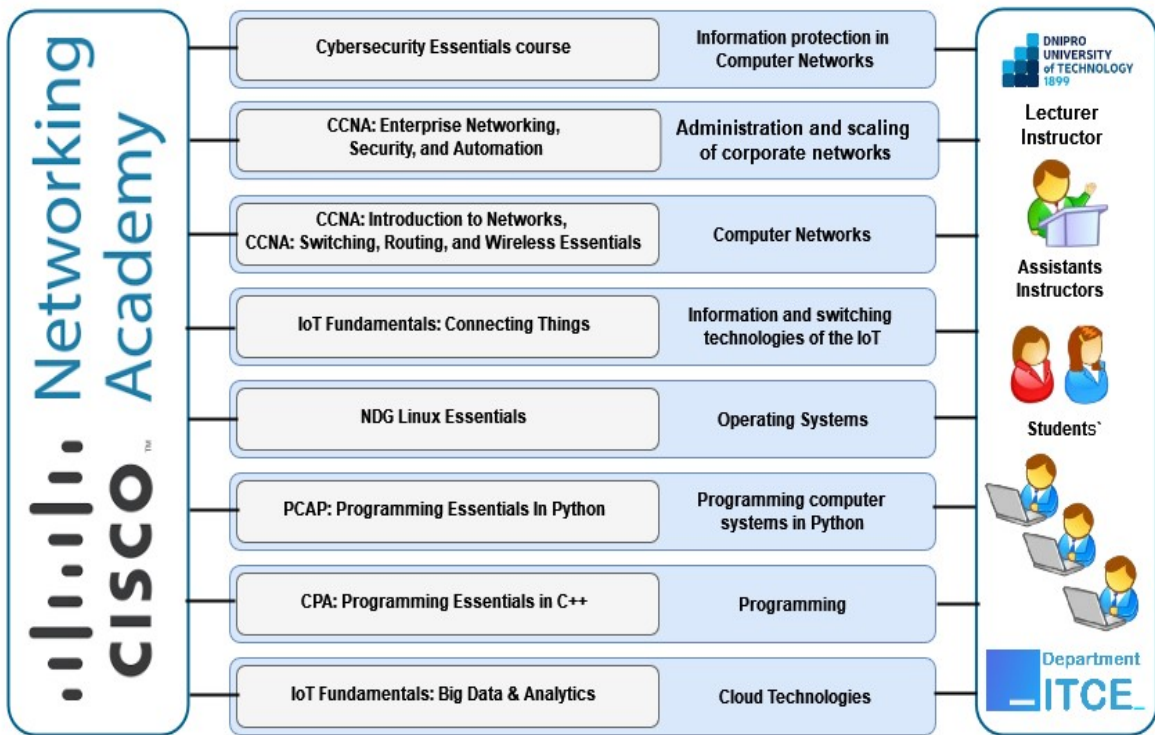 Networking
Academy
CISCO™
Cybersecurity Essentials course
Information protection in
Computer Networks
CCNA: Enterprise Networking,
Security, and Automation
Administration and scaling
of corporate networks
CCNA: Introduction to Networks,
CCNA: Switching, Routing, and Wireless Essentials
Computer Networks
IoT Fundamentals: Connecting Things
Information and switching
technologies of the IoT
NDG Linux Essentials
Operating Systems
PCAP: Programming Essentials In Python
Programming computer
systems in Python
CPA: Programming Essentials in C++
Programming
IoT Fundamentals: Big Data & Analytics
Cloud Technologies
DNIPRO
UNIVERSITY
of TECHNOLOGY
1899
Lecturer
Instructor
Assistants
Instructors
Students`
Department
_ITCE_